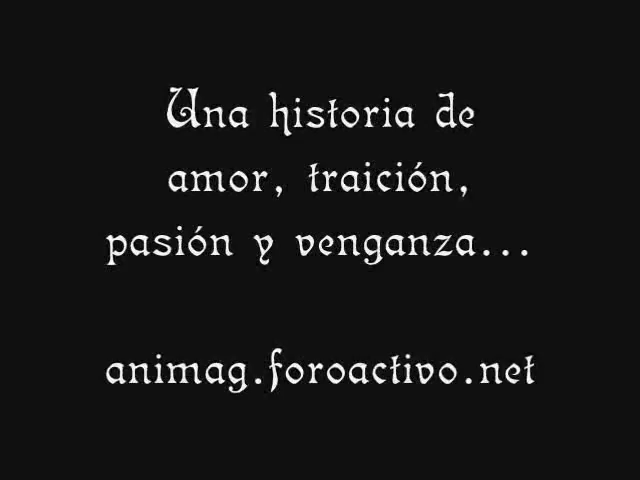 Una historia de
amor, traición,
pasión y venganza...
animag.foroactivo.net